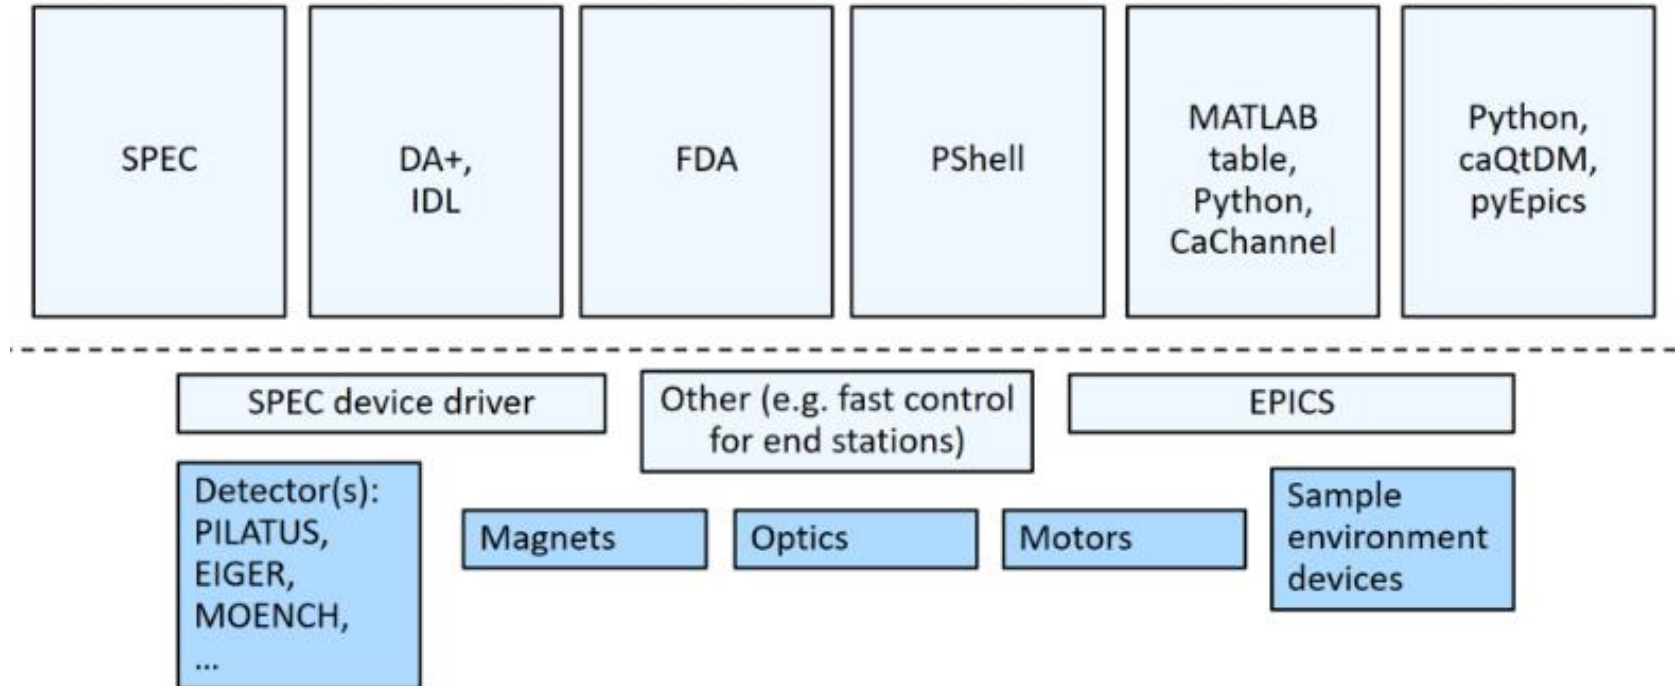 SPEC
DA+,
IDL
FDA
PShell
MATLAB
table,
Python,
CaChannel
Python,
caQtDM,
pyEpics
SPEC device driver
Other (e.g. fast control
for end stations)
EPICS
Detector(s):
PILATUS,
EIGER,
MOENCH,
...
Magnets
Optics
Motors
Sample
environment
devices